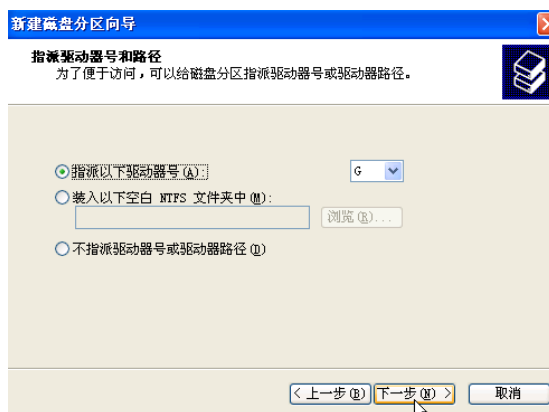 新建磁盘分区向导
指派驱动器号和路径
为了便于访问，可以给磁盘分区指派驱动器号或驱动器路径。
指派以下驱动器号(A): G
装入以下空白 NTFS 文件夹中(M):
浏览(R)...
不指派驱动器号或驱动器路径(D)
< 上一步(B) 下一步(N) > 取消